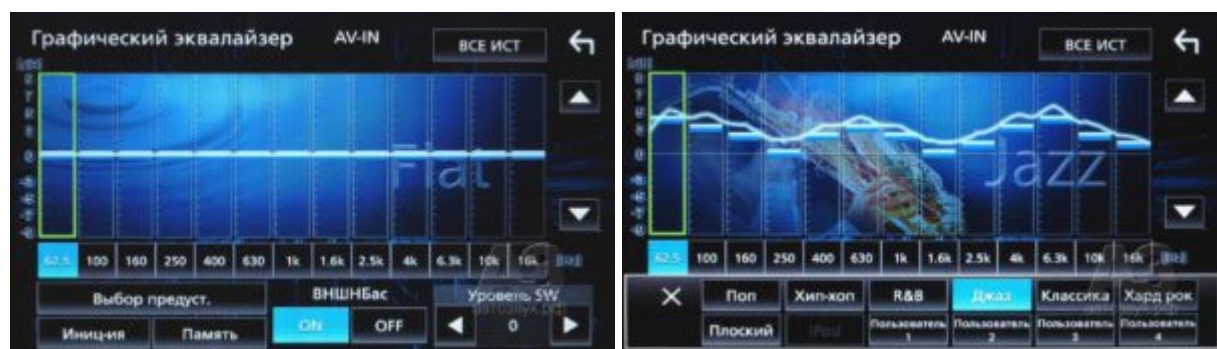 Графический эквалайзер AV-IN ВСЕ ИСТ
Flat
62.5 100 160 250 400 630 1k 1.6k 2.5k 4k 6.3k 10k 16k
Выбор предуст. ВНШНБас Уровень SW
Иниц-ия Память ON OFF 0
Графический эквалайзер AV-IN ВСЕ ИСТ
Jazz
62.5 100 160 250 400 630 1k 1.6k 2.5k 4k 6.3k 10k 16k
Поп Хип-хоп R&B Джаз Классика Хард рок
Плоский iPod Пользователь 1 Пользователь 2 Пользователь 3 Пользователь 4